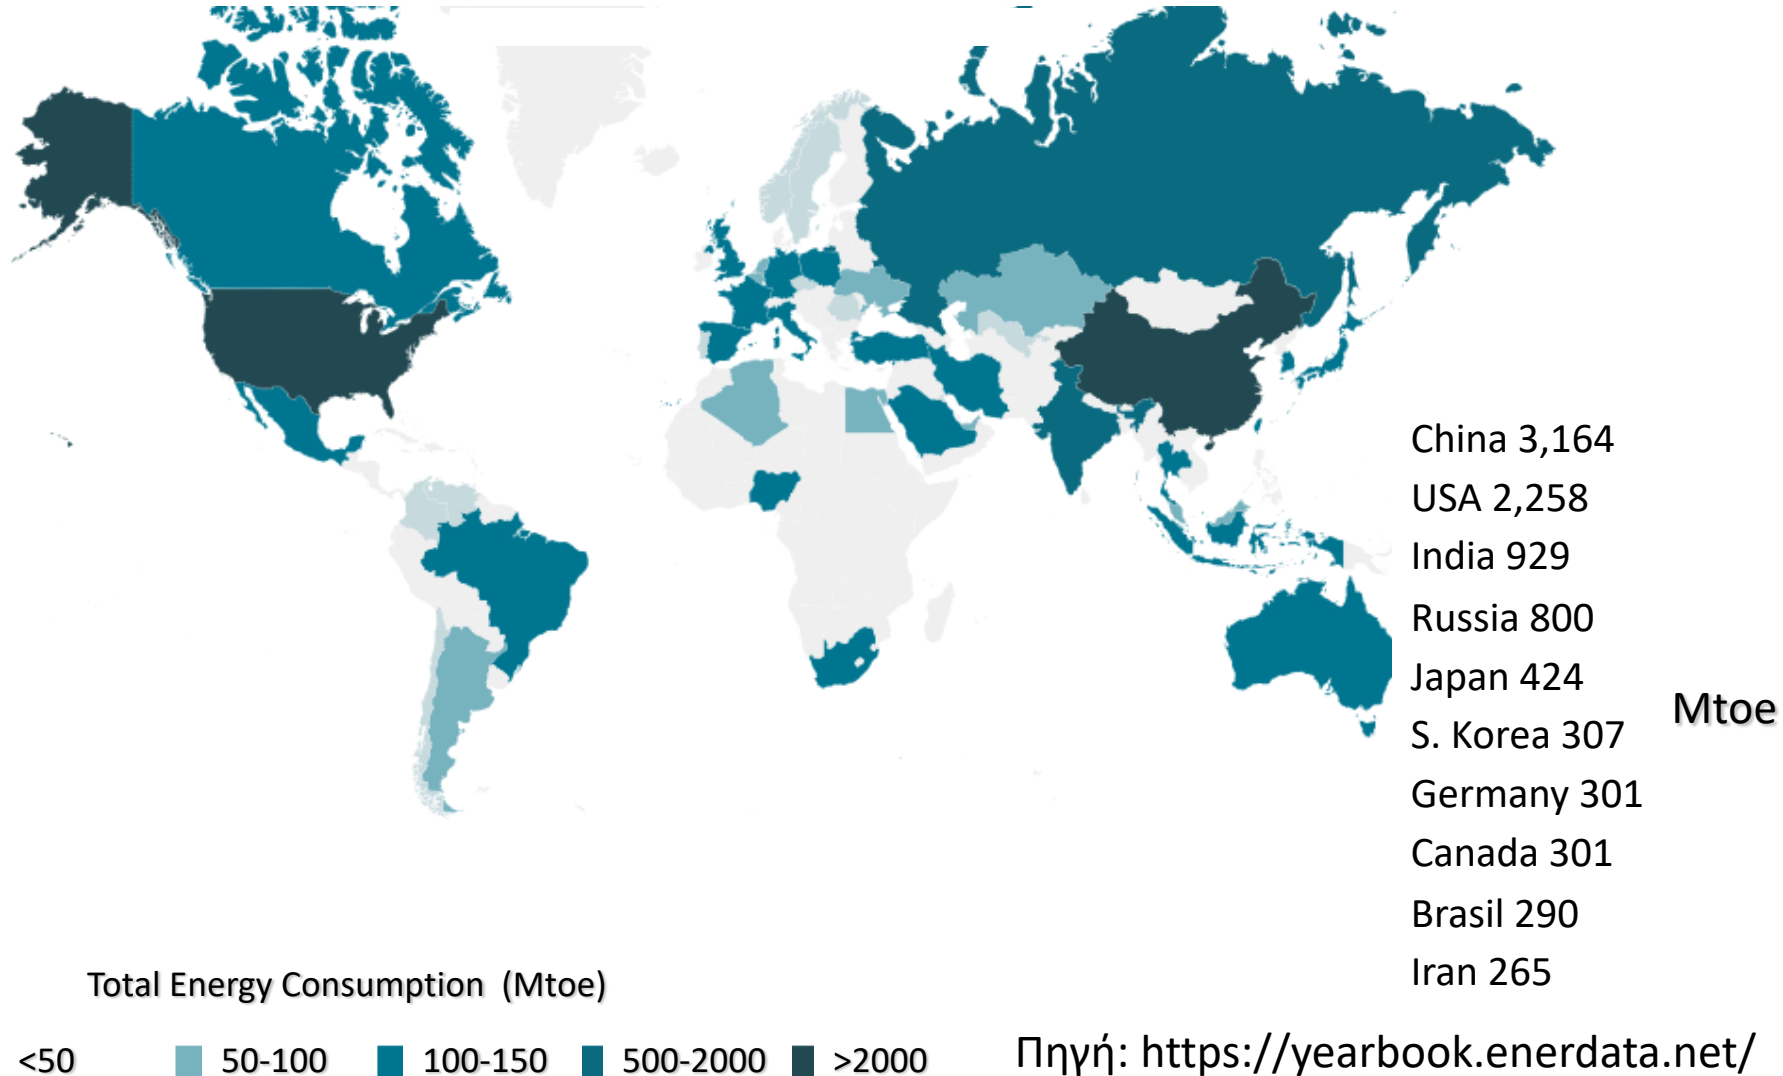 China 3,164
USA 2,258
India 929
Russia 800
Japan 424
S. Korea 307
Germany 301
Canada 301
Brasil 290
Iran 265
Mtoe
Total Energy Consumption (Mtoe)
<50 50-100 100-150 500-2000 >2000
Πηγή: https://yearbook.enerdata.net/